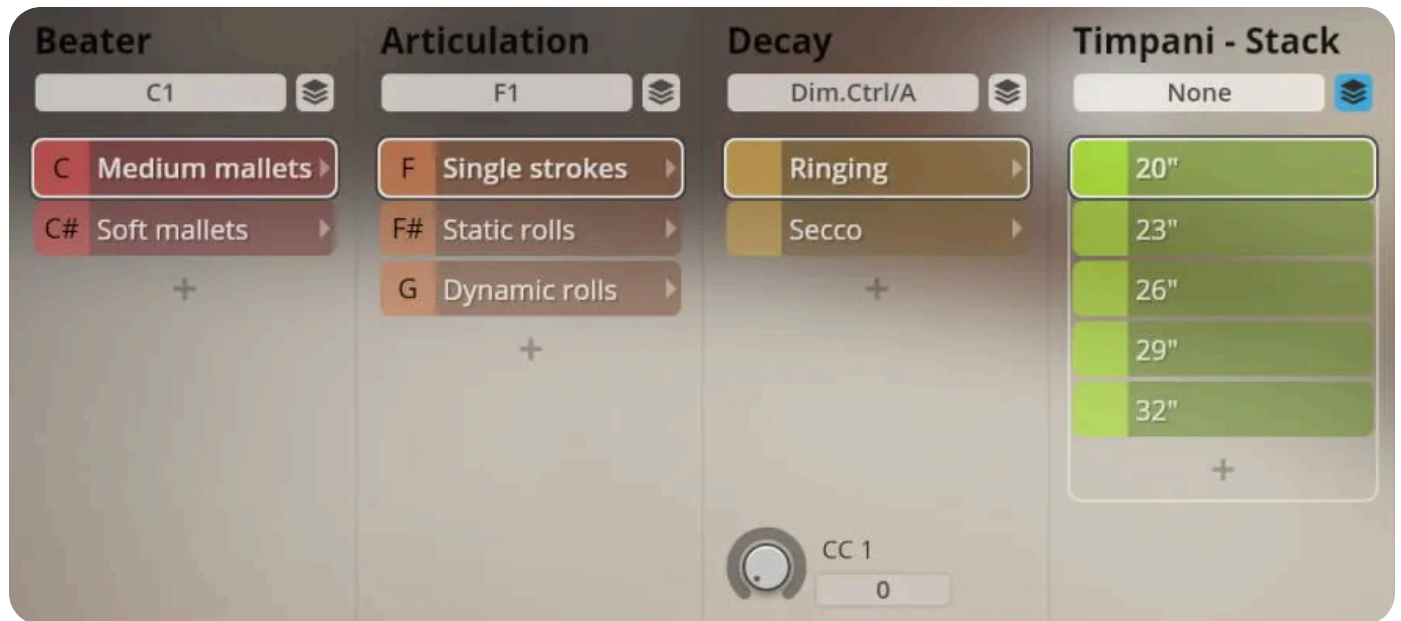 Beater
C1
C Medium mallets
C# Soft mallets
+
Articulation
F1
F Single strokes
F# Static rolls
G Dynamic rolls
+
Decay
Dim.Ctrl/A
Ringing
Secco
+
CC 1
0
Timpani - Stack
None
20"
23"
26"
29"
32"
+